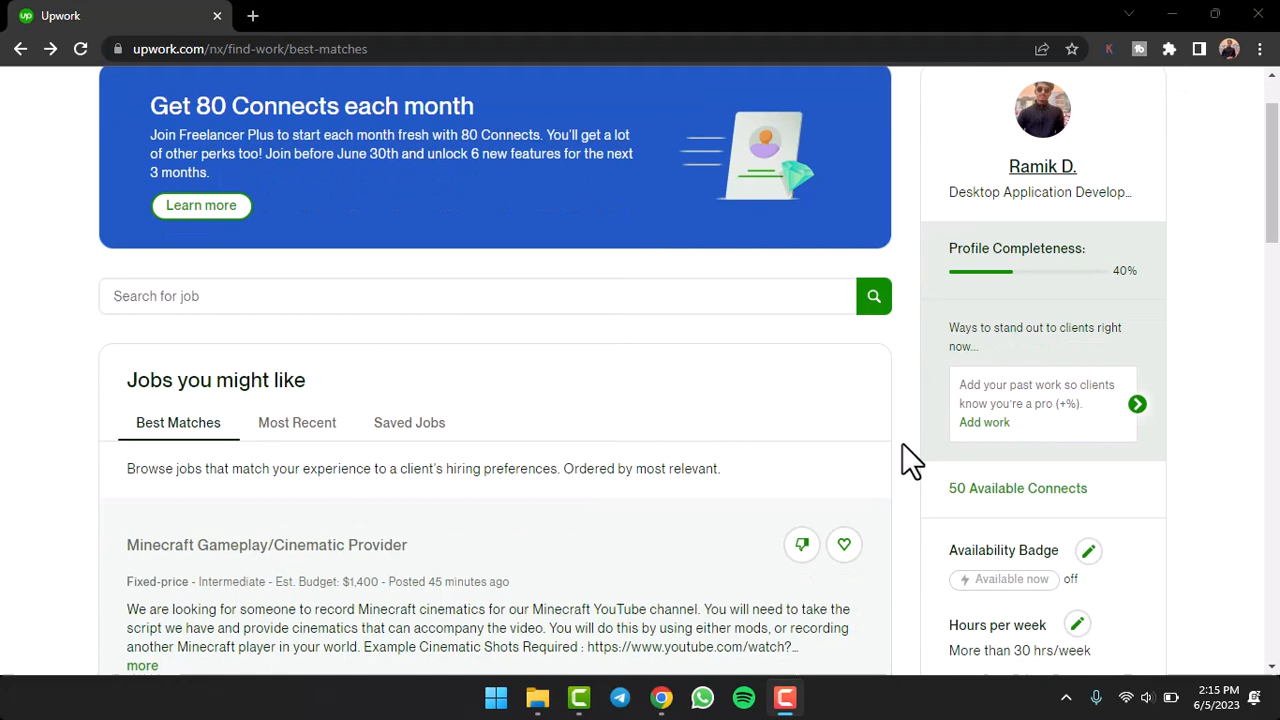 Upwork
upwork.com/nx/find-work/best-matches
Get 80 Connects each month
Join Freelancer Plus to start each month fresh with 80 Connects. You'll get a lot
of other perks too! Join before June 30th and unlock 6 new features for the next
3 months.
Learn more
Search for job
Jobs you might like
Best Matches
Most Recent
Saved Jobs
Browse jobs that match your experience to a client's hiring preferences. Ordered by most relevant.
Minecraft Gameplay/Cinematic Provider
Fixed-price - Intermediate - Est. Budget: $1,400 - Posted 45 minutes ago
We are looking for someone to record Minecraft cinematics for our Minecraft YouTube channel. You will need to take the
script we have and provide cinematics that can accompany the video. You will do this by using either mods, or recording
another Minecraft player in your world. Example Cinematic Shots Required : https://www.youtube.com/watch?...
more
Ramik D.
Desktop Application Develop...
Profile Completeness:
40%
Ways to stand out to clients right
now...
Add your past work so clients
know you're a pro (+%).
Add work
50 Available Connects
Availability Badge
Available now
off
Hours per week
More than 30 hrs/week
2:15 PM
6/5/2023